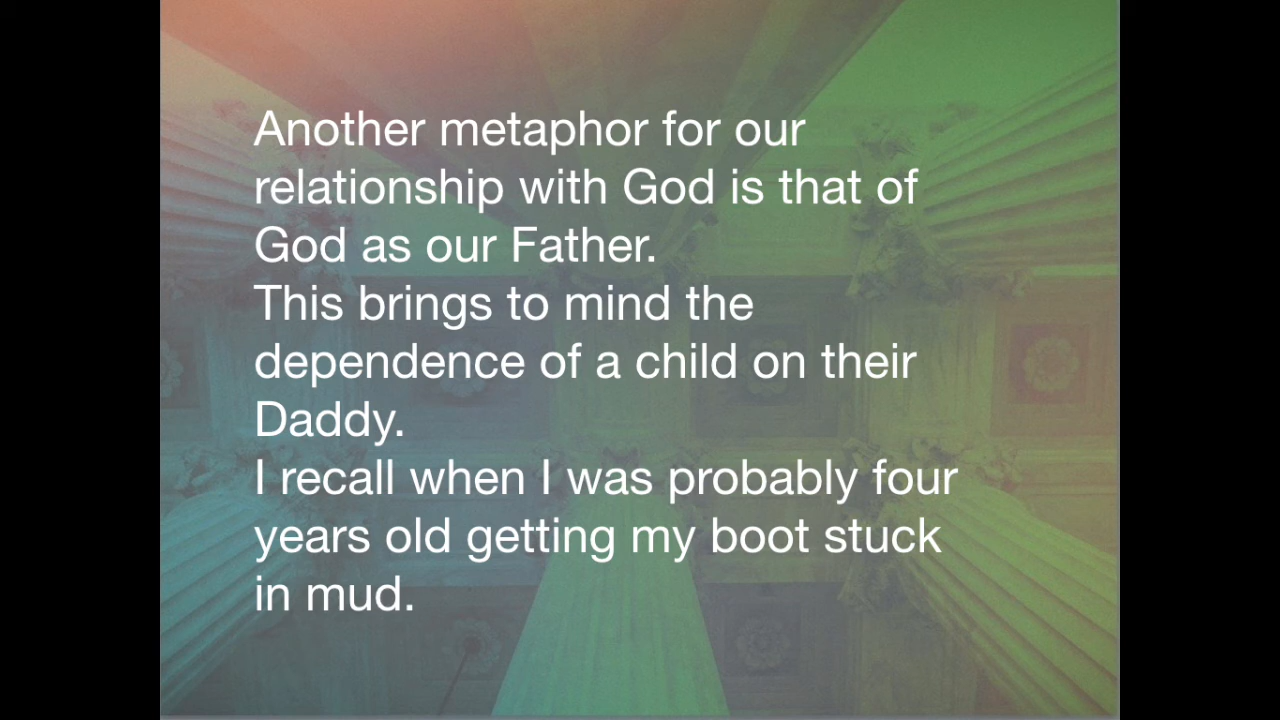 Another metaphor for our
relationship with God is that of
God as our Father.
This brings to mind the
dependence of a child on their
Daddy.
I recall when I was probably four
years old getting my boot stuck
in mud.